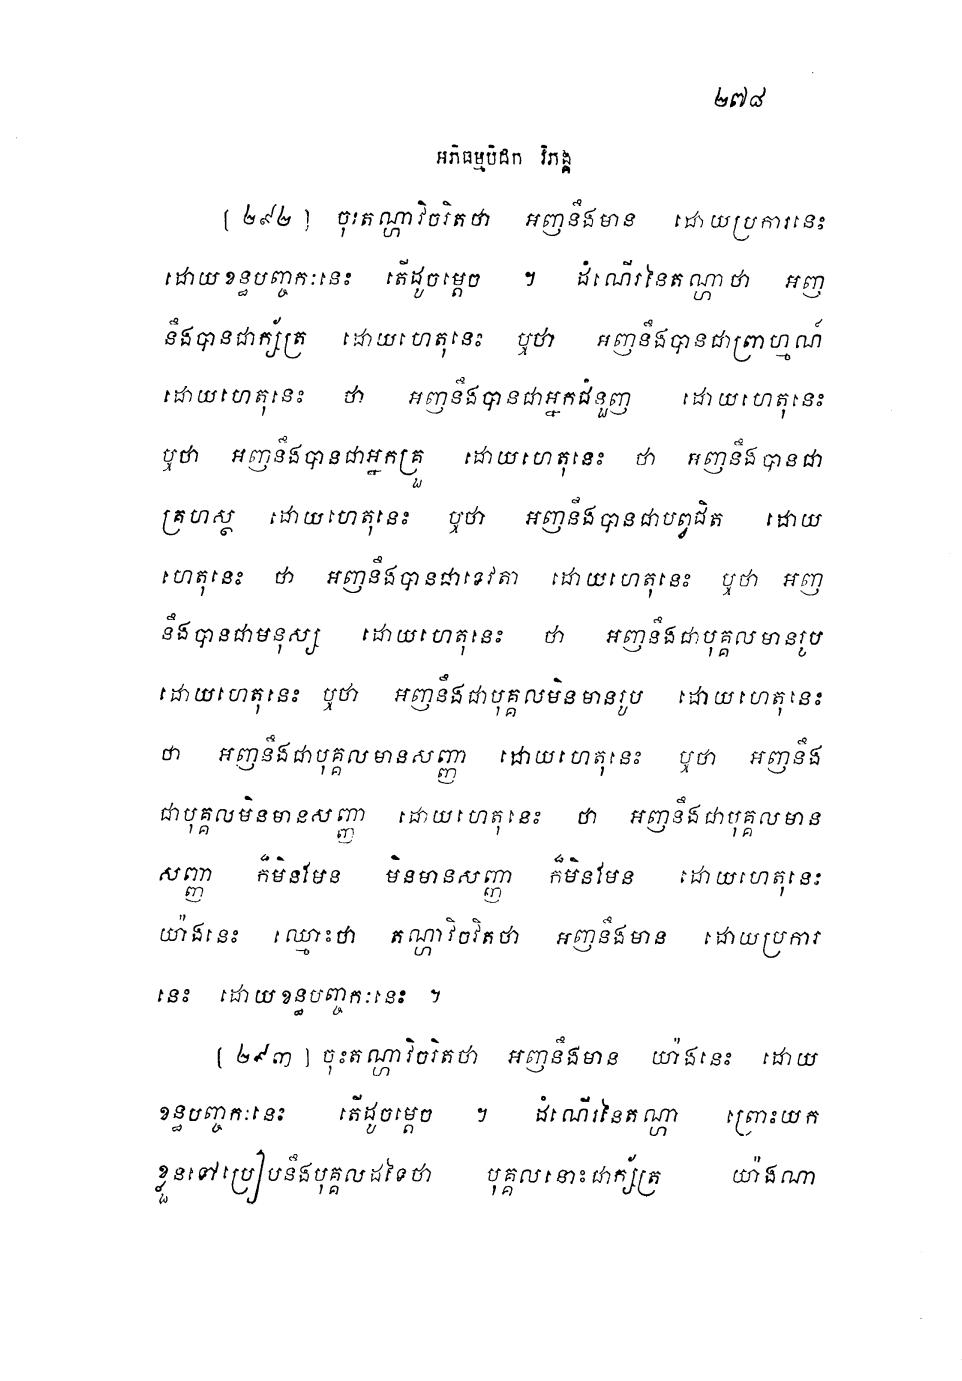 ២៧៨
អភិធម្មបិដក វិភង្គ
[២៩២] ចុះតណ្ហាវិចរិតថា អញនឹងមាន ដោយប្រការនេះ
ដោយខន្ធបញ្ចកៈនេះ តើដូចម្តេច ។ ដំណើរនៃតណ្ហាថា អញ
នឹងបានជាក្ស័ត្រ ដោយហេតុនេះ ឬថា អញនឹងបានជាព្រាហ្មណ៍
ដោយហេតុនេះ ថា អញនឹងបានជាអ្នកជំនួញ ដោយហេតុនេះ
ឬថា អញនឹងបានជាអ្នកគ្រួ ដោយហេតុនេះ ថា អញនឹងបានជា
គ្រហស្ថ ដោយហេតុនេះ ឬថា អញនឹងបានជាបព្វជិត ដោយ
ហេតុនេះ ថា អញនឹងបានជាទេវតា ដោយហេតុនេះ ឬថា អញ
នឹងបានជាមនុស្ស ដោយហេតុនេះ ថា អញនឹងជាបុគ្គលមានរូប
ដោយហេតុនេះ ឬថា អញនឹងជាបុគ្គលមិនមានរូប ដោយហេតុនេះ
ថា អញនឹងជាបុគ្គលមានសញ្ញា ដោយហេតុនេះ ឬថា អញនឹង
ជាបុគ្គលមិនមានសញ្ញា ដោយហេតុនេះ ថា អញនឹងជាបុគ្គលមាន
សញ្ញា ក៏មិនមែន មិនមានសញ្ញា ក៏មិនមែន ដោយហេតុនេះ
យ៉ាងនេះ ឈ្មោះថា តណ្ហាវិចរិតថា អញនឹងមាន ដោយប្រការ
នេះ ដោយខន្ធបញ្ចកៈនេះ ។
[២៩៣] ចុះតណ្ហាវិចរិតថា អញនឹងមាន យ៉ាងនេះ ដោយ
ខន្ធបញ្ចកៈនេះ តើដូចម្តេច ។ ដំណើរនៃតណ្ហា ព្រោះយក
ខ្លួនទៅប្រៀបនឹងបុគ្គលដទៃថា បុគ្គលនោះជាក្ស័ត្រ យ៉ាងណា